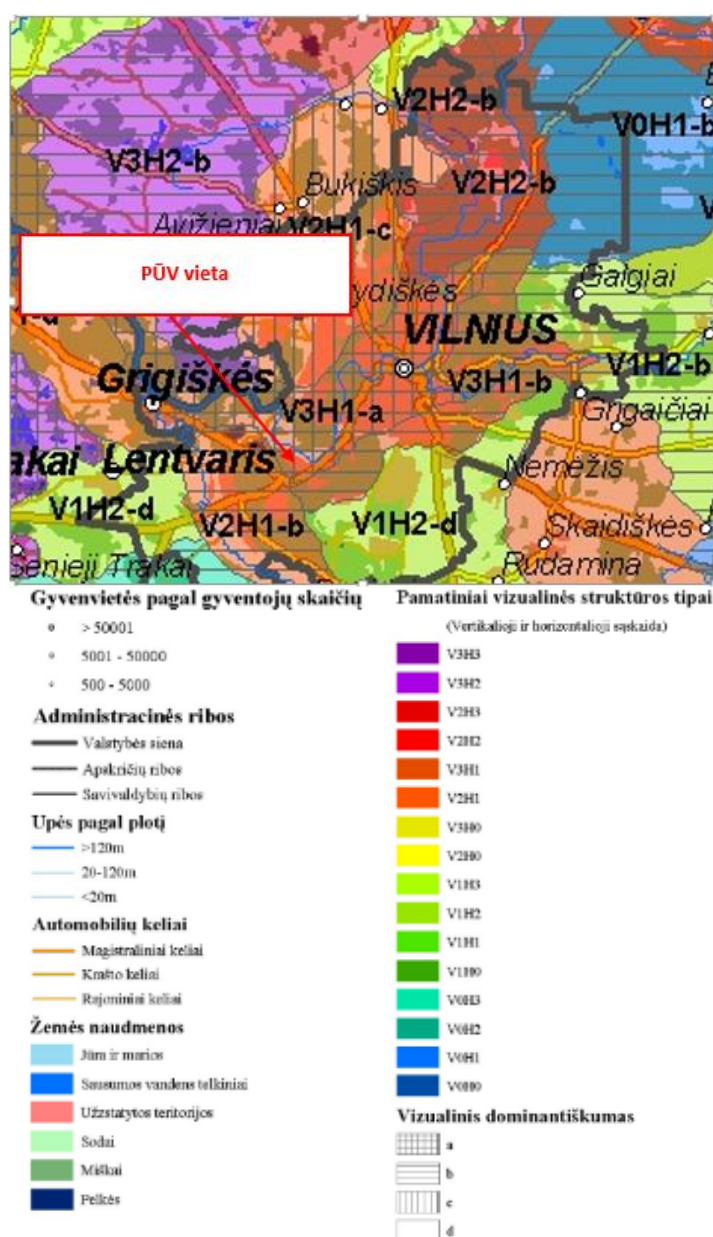 V2H2-b
V0H1-b
V3H2-b
V2H2-b
Bukiškis
Avižieniai
V2H1-c
PŪV vieta
ydiškės
Galgiai
VILNIUS
V1H2-b
Grigiškės
V3H1-b
V3H1-a
Grigaičiai
akai Lentvaris
Nemėžis
V1H2-d
V2H1-b
V1H2-d
Skaidiškės
Senieji Trakai
Rudamina
Gyvenvietės pagal gyventojų skaičių
> 50001
5001 - 50000
500 - 5000
Administracinės ribos
Valstybės siena
Apskričių ribos
Savivaldybių ribos
Upės pagal plotį
>120m
20-120m
<20m
Automobilių keliai
Magistraliniai keliai
Krašto keliai
Rajoniniai keliai
Žemės naudmenos
Jūra ir marios
Sausumos vandens telkiniai
Užstatytos teritorijos
Sodai
Miškai
Pelkės
Pamatiniai vizualinės struktūros tipai
(Vertikalioji ir horizontalioji sąskaida)
V3H3
V3H2
V2H3
V2H2
V3H1
V2H1
V3H0
V2H0
V1H3
V1H2
V1H1
V1H0
V0H3
V0H2
V0H1
V0H0
Vizualinis dominantiškumas
a
b
c
d